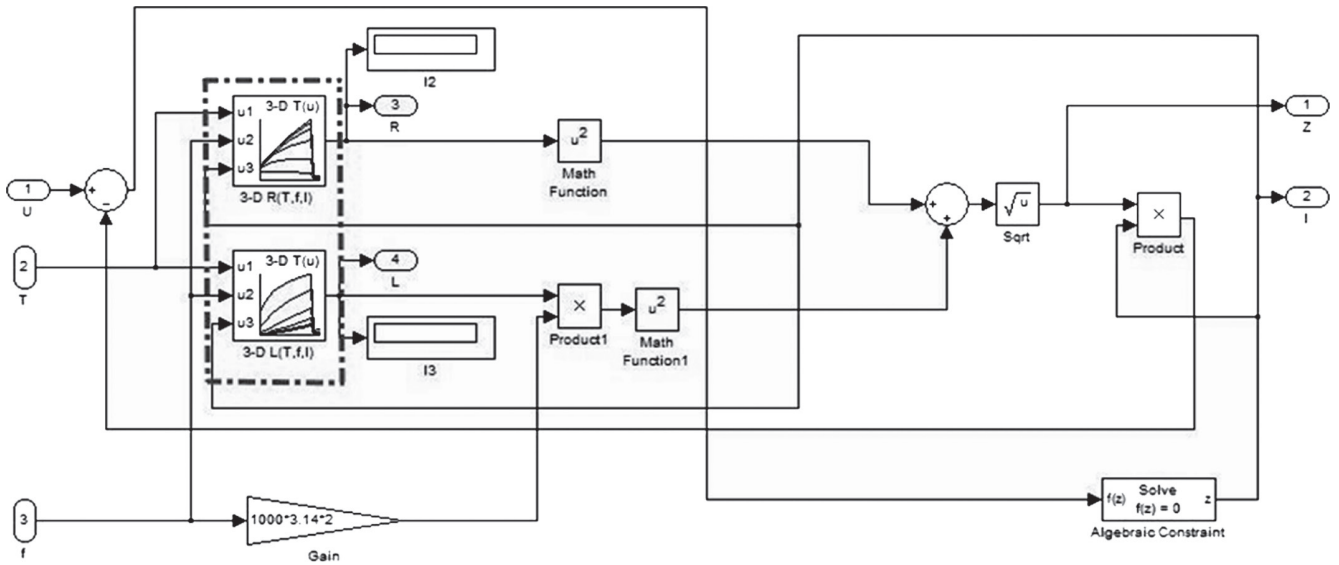 I2
3
R
3-D T(u)
u1
u2
u3
3-D R(T,f,I)
u²
Math
Function
1
Z
1
U
+
−
+
+
√u
Sqrt
×
Product
2
I
2
T
3-D T(u)
u1
u2
u3
3-D L(T,f,I)
4
L
×
Product1
u²
Math
Function1
I3
3
f
1000*3.14*2
Gain
f(z)
Solve
f(z) = 0
z
Algebraic Constraint